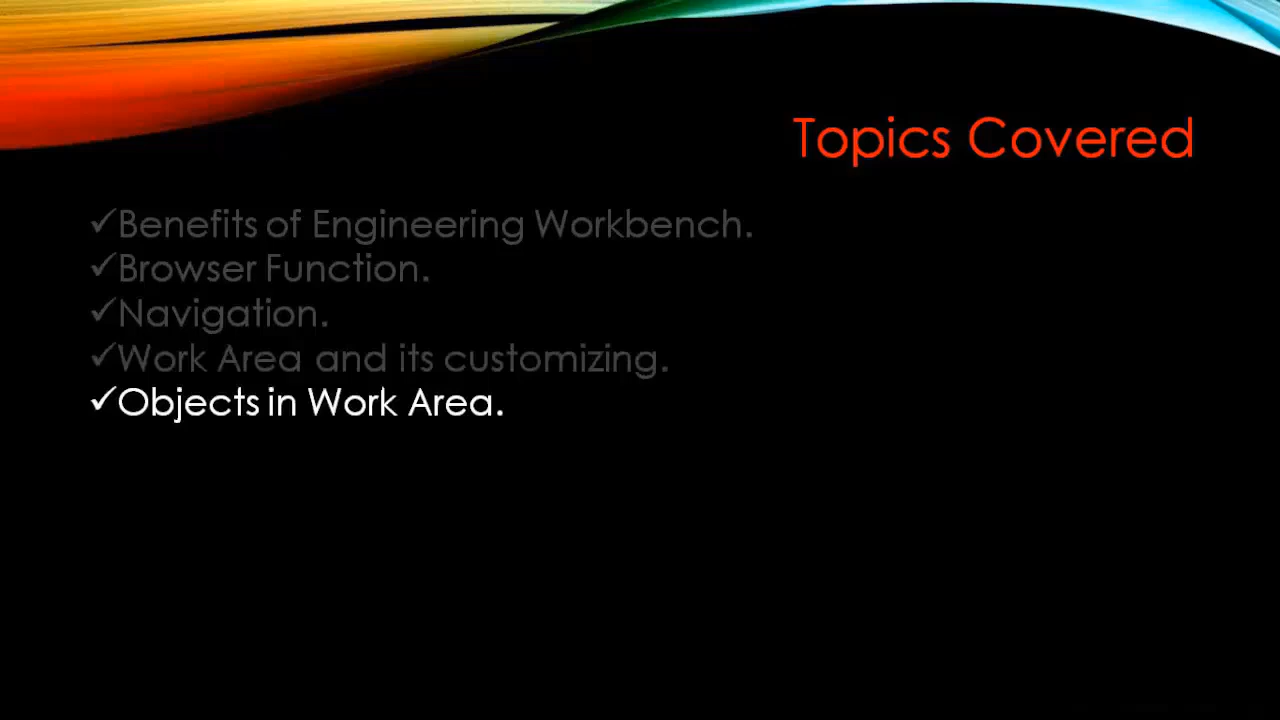 Topics Covered
✓Benefits of Engineering Workbench.
✓Browser Function.
✓Navigation.
✓Work Area and its customizing.
✓Objects in Work Area.